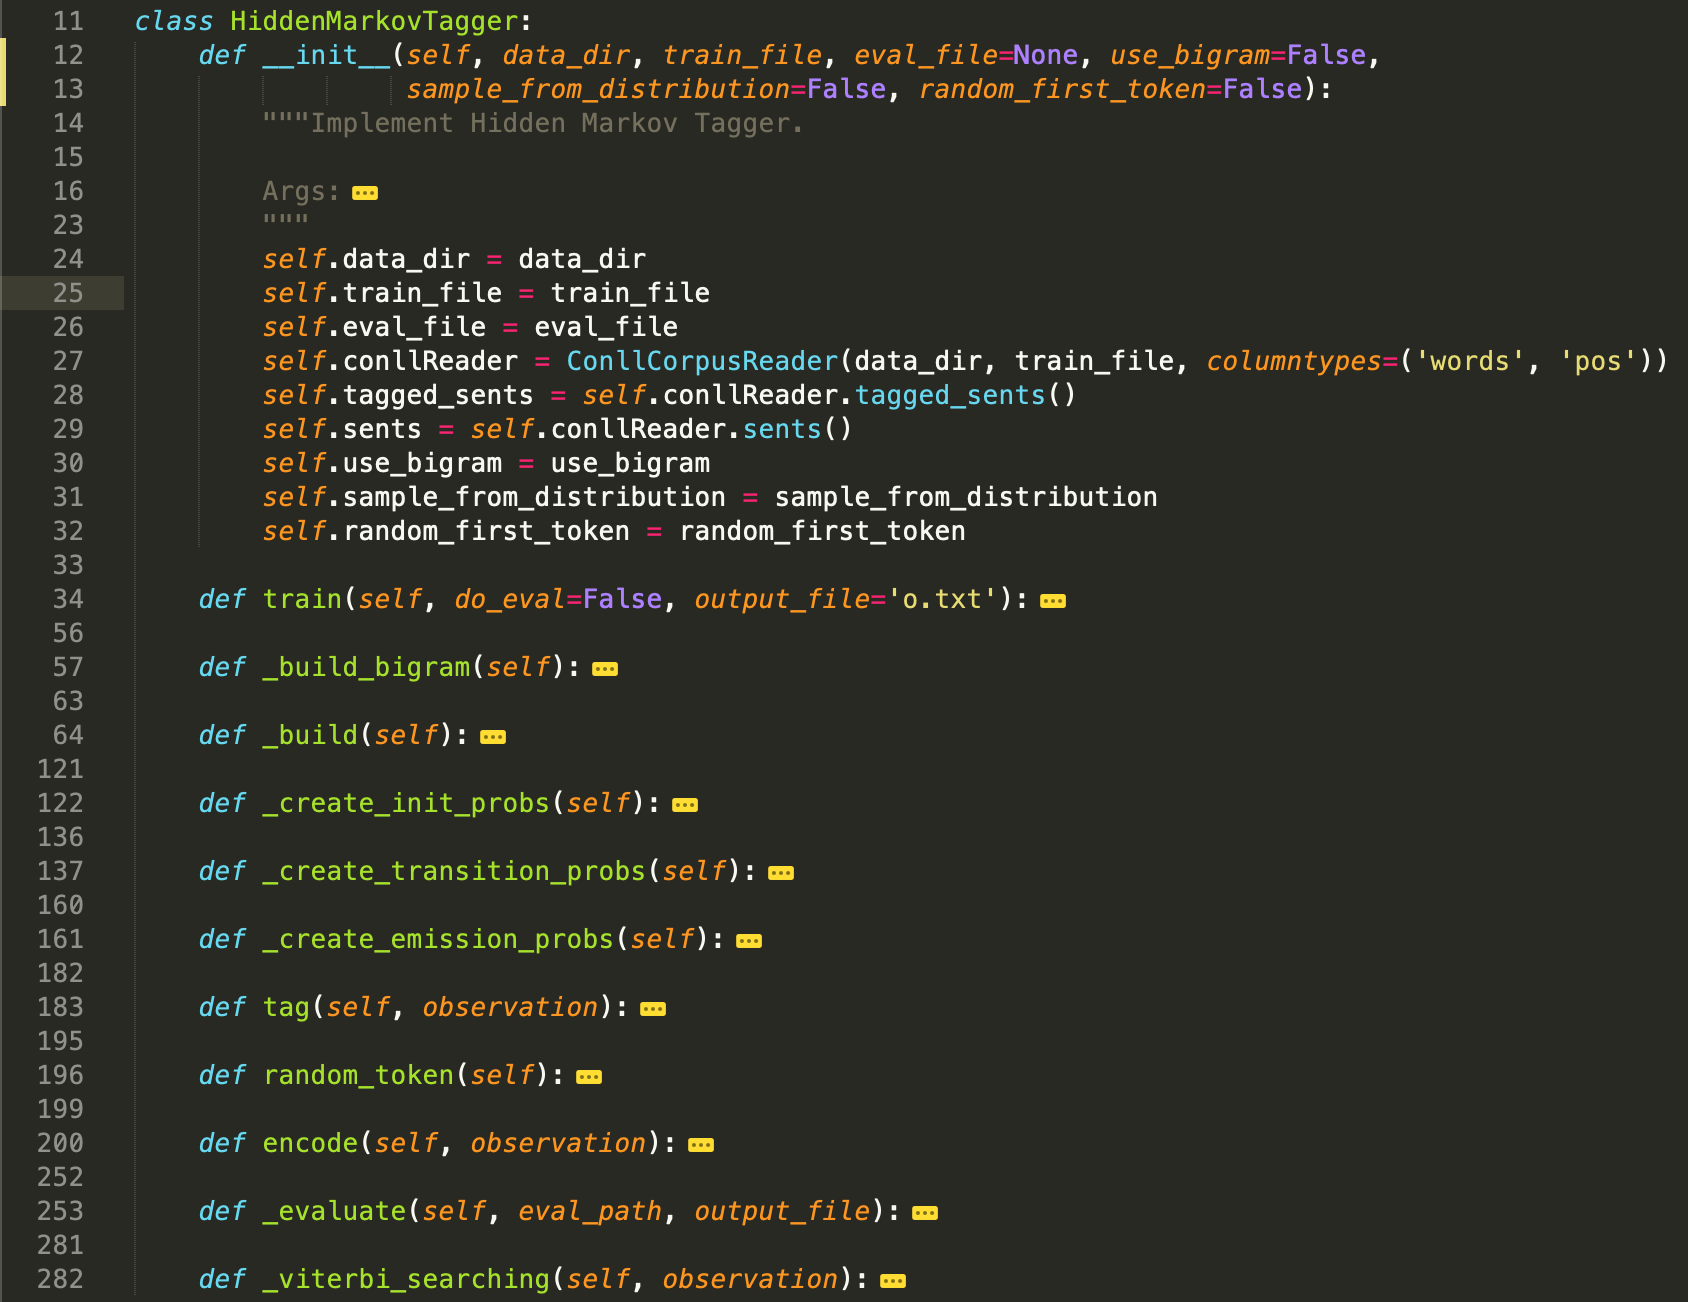 11 class HiddenMarkovTagger:
12     def __init__(self, data_dir, train_file, eval_file=None, use_bigram=False,
13                  sample_from_distribution=False, random_first_token=False):
14         """Implement Hidden Markov Tagger.
15
16         Args: ...
23         """
24         self.data_dir = data_dir
25         self.train_file = train_file
26         self.eval_file = eval_file
27         self.conllReader = ConllCorpusReader(data_dir, train_file, columntypes=('words', 'pos'))
28         self.tagged_sents = self.conllReader.tagged_sents()
29         self.sents = self.conllReader.sents()
30         self.use_bigram = use_bigram
31         self.sample_from_distribution = sample_from_distribution
32         self.random_first_token = random_first_token
33
34     def train(self, do_eval=False, output_file='o.txt'): ...
56
57     def _build_bigram(self): ...
63
64     def _build(self): ...
121
122     def _create_init_probs(self): ...
136
137     def _create_transition_probs(self): ...
160
161     def _create_emission_probs(self): ...
182
183     def tag(self, observation): ...
195
196     def random_token(self): ...
199
200     def encode(self, observation): ...
252
253     def _evaluate(self, eval_path, output_file): ...
281
282     def _viterbi_searching(self, observation): ...